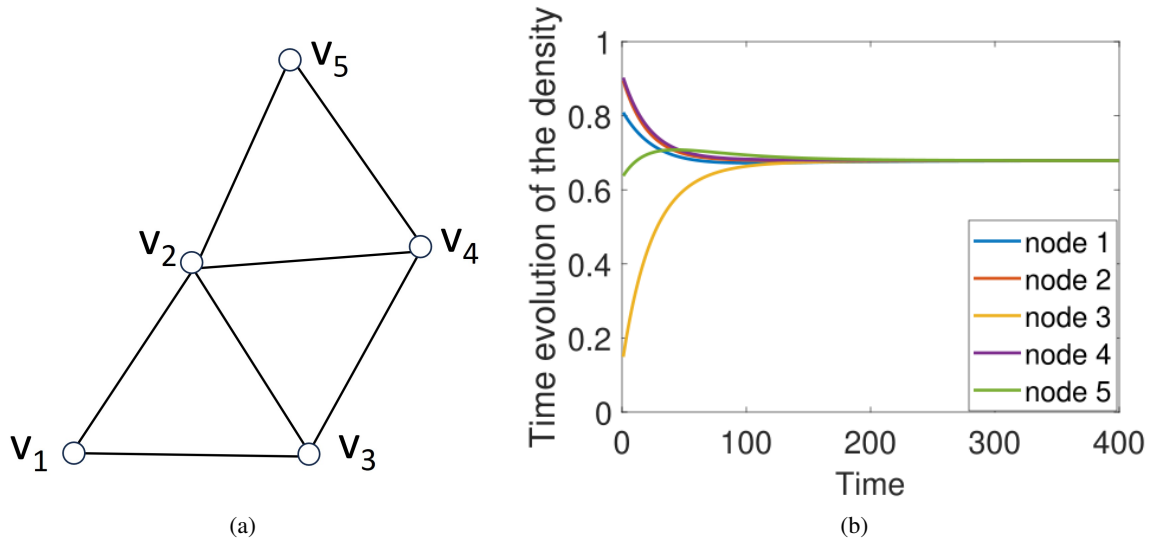 v5
v2
v4
v1
v3
(a)
Time evolution of the density
1
0.8
0.6
0.4
0.2
0
0 100 200 300 400
Time
node 1
node 2
node 3
node 4
node 5
(b)